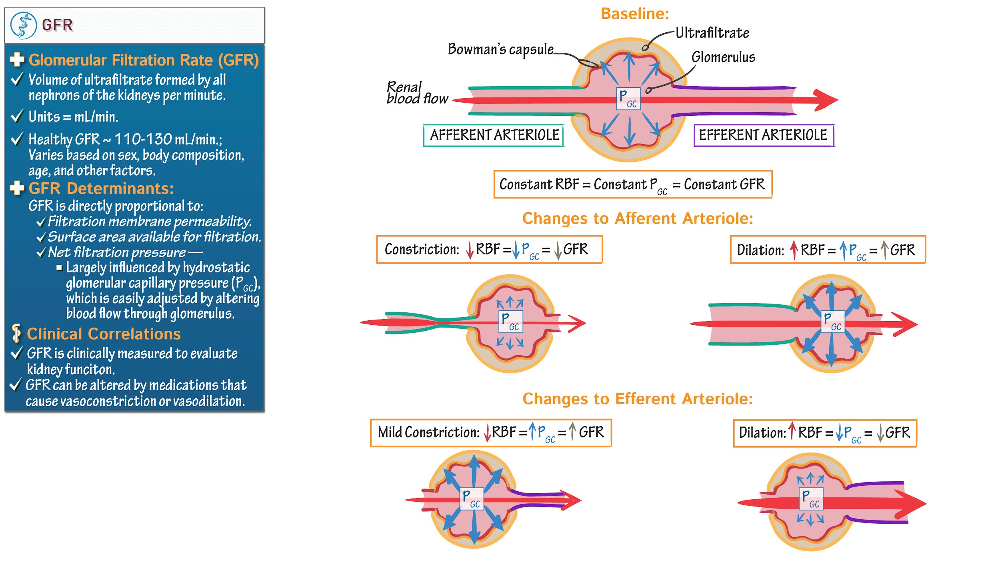 GFR
Glomerular Filtration Rate (GFR)
Volume of ultrafiltrate formed by all
nephrons of the kidneys per minute.
Units = mL/min.
Healthy GFR ~ 110-130 mL/min.;
Varies based on sex, body composition,
age, and other factors.
GFR Determinants:
GFR is directly proportional to:
Filtration membrane permeability.
Surface area available for filtration.
Net filtration pressure —
Largely influenced by hydrostatic
glomerular capillary pressure (PGC),
which is easily adjusted by altering
blood flow through glomerulus.
Clinical Correlations
GFR is clinically measured to evaluate
kidney funciton.
GFR can be altered by medications that
cause vasoconstriction or vasodilation.
Baseline:
Ultrafiltrate
Bowman's capsule
Glomerulus
Renal
blood flow
PGC
AFFERENT ARTERIOLE
EFFERENT ARTERIOLE
Constant RBF = Constant PGC = Constant GFR
Changes to Afferent Arteriole:
Constriction: ↓RBF = ↓PGC = ↓GFR
Dilation: ↑RBF = ↑PGC = ↑GFR
PGC
PGC
Changes to Efferent Arteriole:
Mild Constriction: ↓RBF = ↑PGC = ↑GFR
Dilation: ↑RBF = ↓PGC = ↓GFR
PGC
PGC